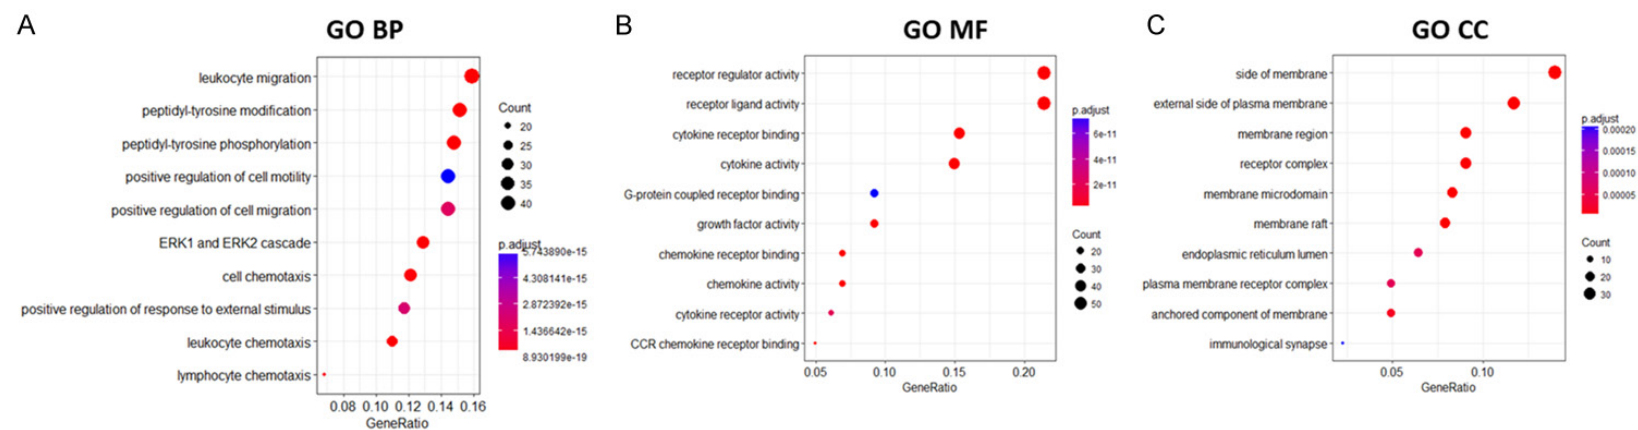 A
GO BP
leukocyte migration
peptidyl-tyrosine modification
peptidyl-tyrosine phosphorylation
positive regulation of cell motility
positive regulation of cell migration
ERK1 and ERK2 cascade
cell chemotaxis
positive regulation of response to external stimulus
leukocyte chemotaxis
lymphocyte chemotaxis
0.08 0.10 0.12 0.14 0.16
GeneRatio
Count
20
25
30
35
40
p.adjust
5.743890e-15
4.308141e-15
2.872392e-15
1.436642e-15
8.930199e-19
B
GO MF
receptor regulator activity
receptor ligand activity
cytokine receptor binding
cytokine activity
G-protein coupled receptor binding
growth factor activity
chemokine receptor binding
chemokine activity
cytokine receptor activity
CCR chemokine receptor binding
0.05 0.10 0.15 0.20
GeneRatio
p.adjust
6e-11
4e-11
2e-11
Count
20
30
40
50
C
GO CC
side of membrane
external side of plasma membrane
membrane region
receptor complex
membrane microdomain
membrane raft
endoplasmic reticulum lumen
plasma membrane receptor complex
anchored component of membrane
immunological synapse
0.05 0.10
GeneRatio
p.adjust
0.00020
0.00015
0.00010
0.00005
Count
10
20
30